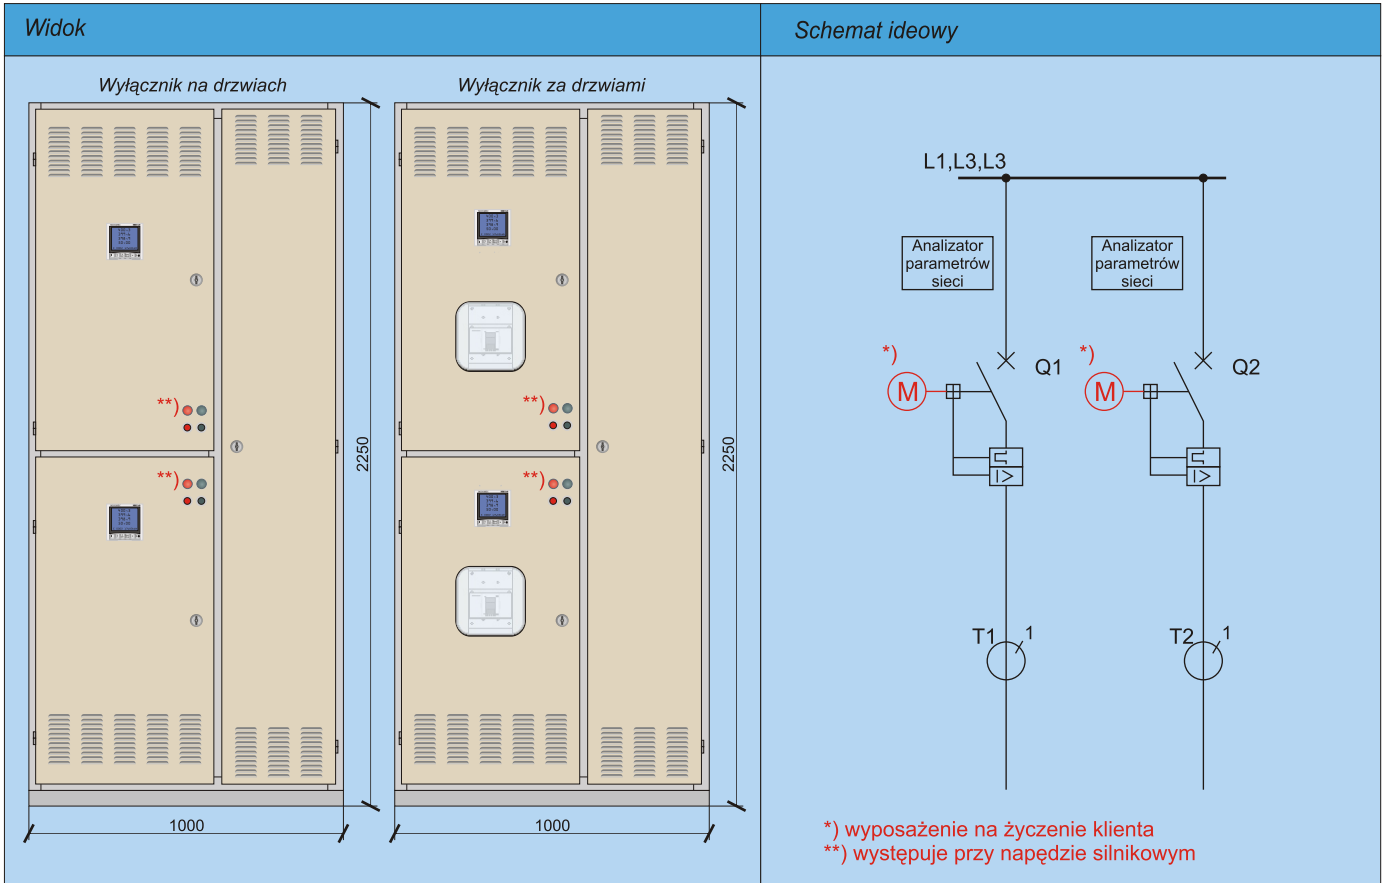 Widok
Schemat ideowy
Wyłącznik na drzwiach
Wyłącznik za drzwiami
**)
**)
2250
1000
**)
**)
2250
1000
L1,L3,L3
Analizator
parametrów
sieci
Analizator
parametrów
sieci
*)
M
Q1
*)
M
Q2
I>
I>
T1
1
T2
1
*) wyposażenie na życzenie klienta
**) występuje przy napędzie silnikowym